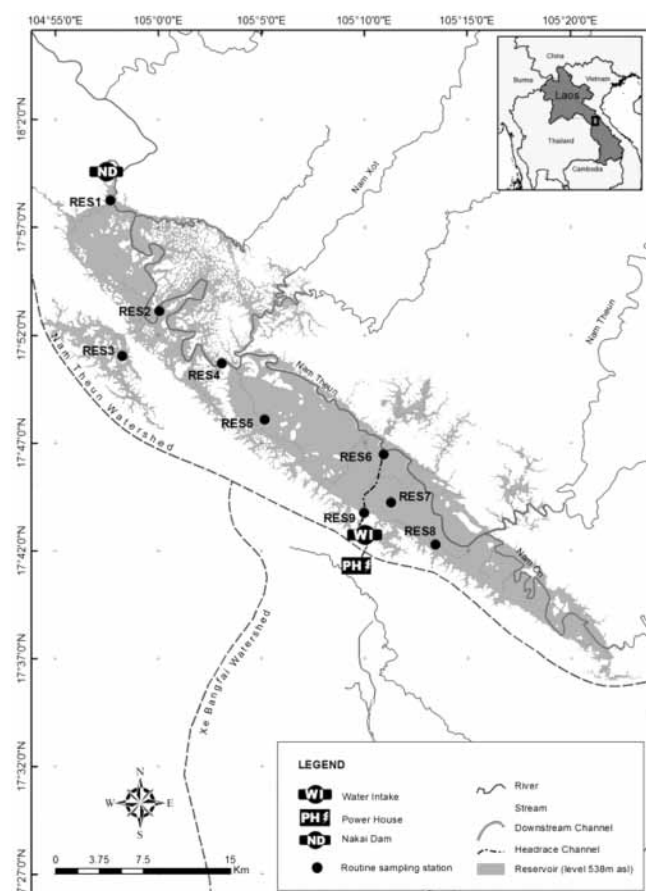 104°55'0"E 105°0'0"E 105°5'0"E 105°10'0"E 105°15'0"E 105°20'0"E
China
Burma
Vietnam
Laos
Thailand
Cambodia
18°2'0"N
ND
Nam Xot
RES1
17°57'0"N
Nam Theun
RES2
17°52'0"N
RES3
Nam Theun
RES4
Nam Theun Watershed
RES5
17°47'0"N
RES6
RES7
RES9
WI
RES8
17°42'0"N
PH
Xe Bangfai Watershed
17°37'0"N
17°32'0"N
17°27'0"N
N
W E
S
0 3.75 7.5 15
Km
LEGEND
WI Water Intake
PH Power House
ND Nakai Dam
Routine sampling station
River
Stream
Downstream Channel
Headrace Channel
Reservoir (level 538m asl)